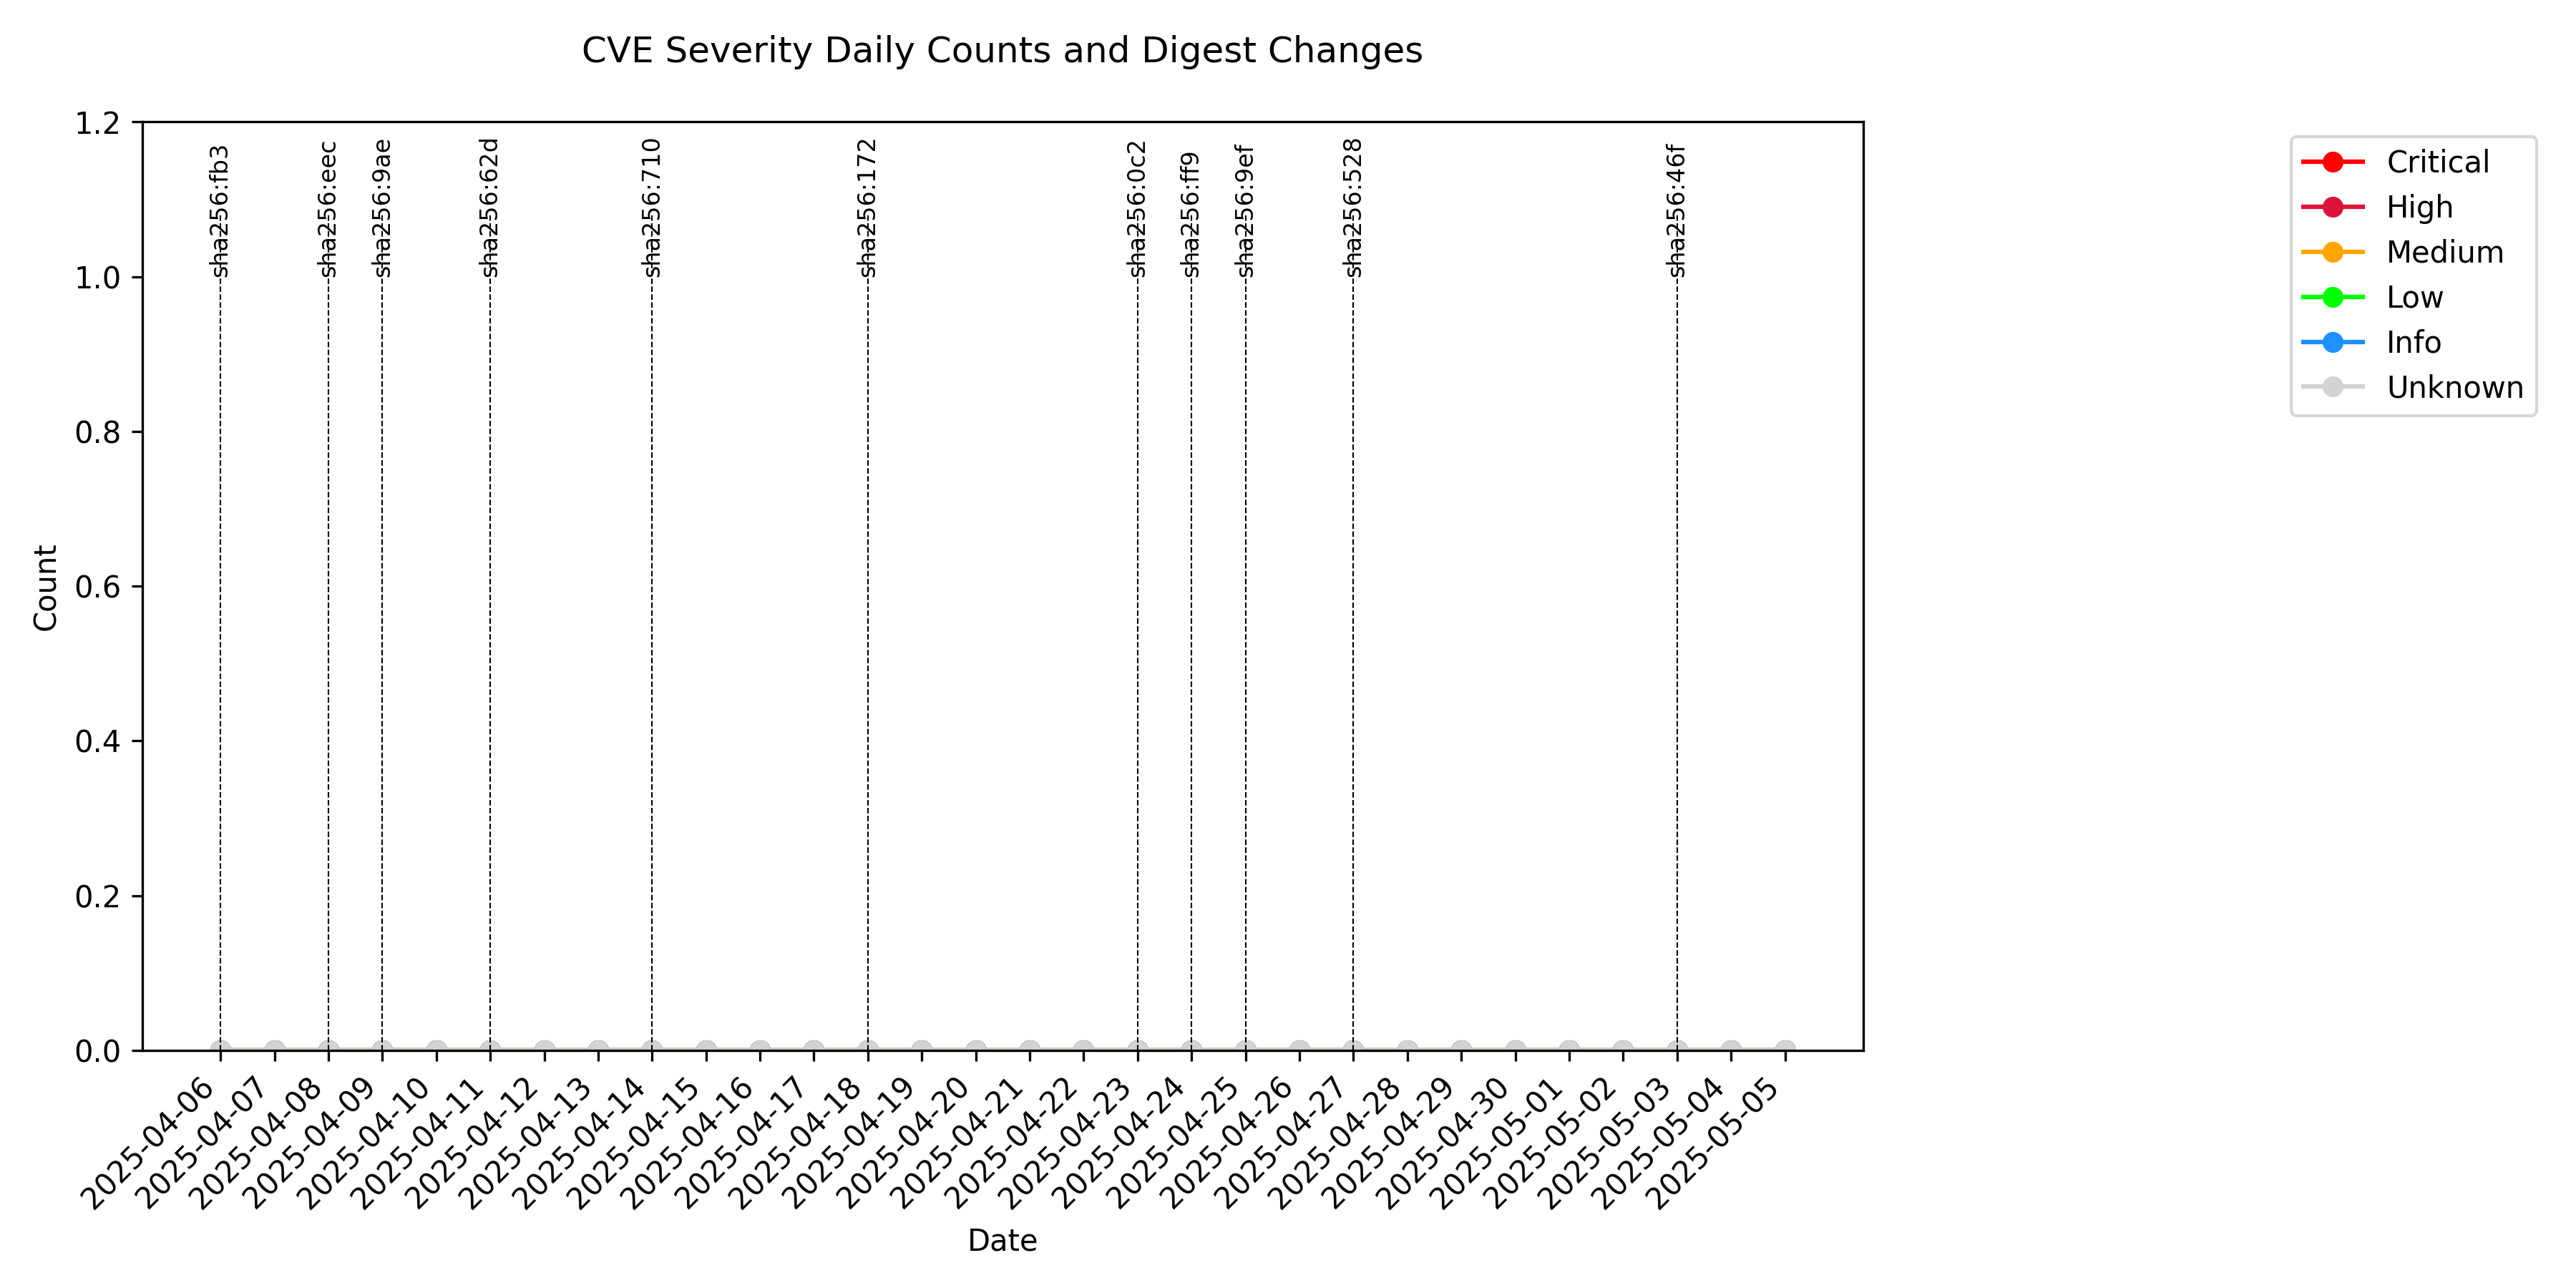 CVE Severity Daily Counts and Digest Changes
1.2
1.0
0.8
0.6
0.4
0.2
0.0
Count
sha256:fb3
sha256:eec
sha256:9ae
sha256:62d
sha256:710
sha256:172
sha256:0c2
sha256:ff9
sha256:9ef
sha256:528
sha256:46f
Critical
High
Medium
Low
Info
Unknown
2025-04-06
2025-04-07
2025-04-08
2025-04-09
2025-04-10
2025-04-11
2025-04-12
2025-04-13
2025-04-14
2025-04-15
2025-04-16
2025-04-17
2025-04-18
2025-04-19
2025-04-20
2025-04-21
2025-04-22
2025-04-23
2025-04-24
2025-04-25
2025-04-26
2025-04-27
2025-04-28
2025-04-29
2025-04-30
2025-05-01
2025-05-02
2025-05-03
2025-05-04
2025-05-05
Date